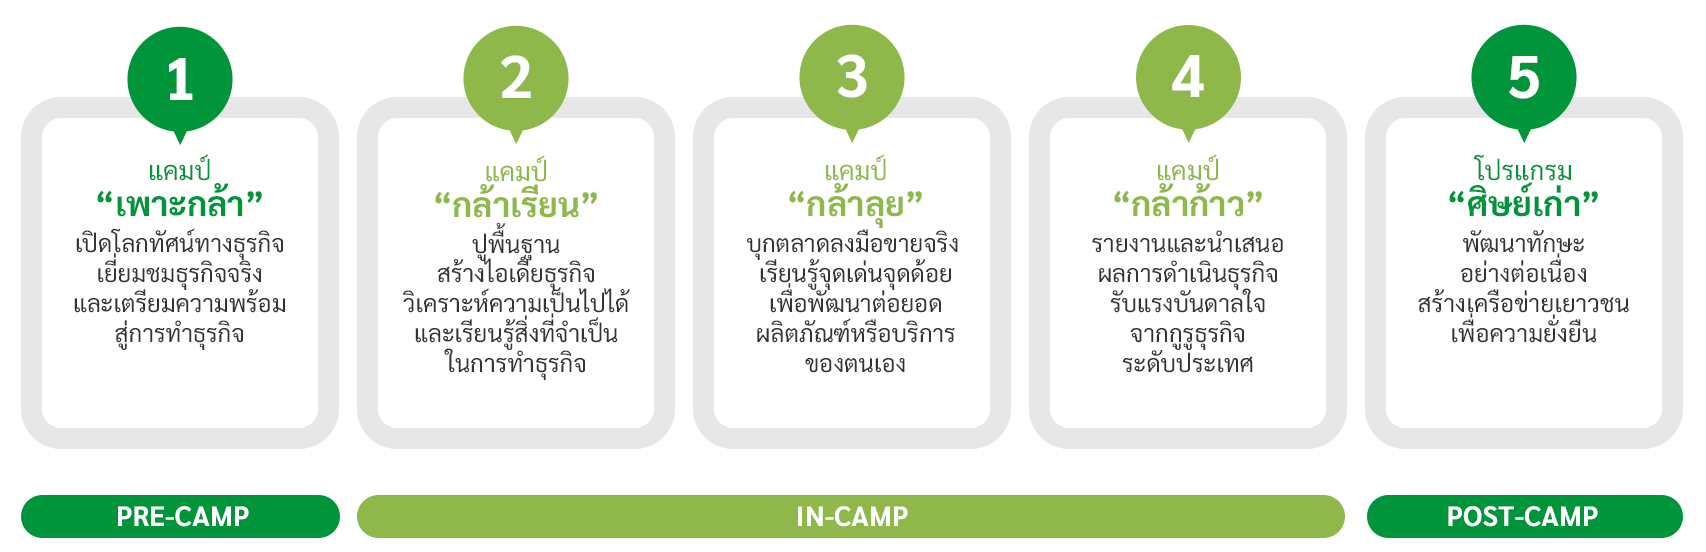 1
แคมป์
“เพาะกล้า”
เปิดโลกทัศน์ทางธุรกิจ
เยี่ยมชมธุรกิจจริง
และเตรียมความพร้อม
สู่การทำธุรกิจ
2
แคมป์
“กล้าเรียน”
ปูพื้นฐาน
สร้างไอเดียธุรกิจ
วิเคราะห์ความเป็นไปได้
และเรียนรู้สิ่งที่จำเป็น
ในการทำธุรกิจ
3
แคมป์
“กล้าลุย”
บุกตลาดลงมือขายจริง
เรียนรู้จุดเด่นจุดด้อย
เพื่อพัฒนาต่อยอด
ผลิตภัณฑ์หรือบริการ
ของตนเอง
4
แคมป์
“กล้าก้าว”
รายงานและนำเสนอ
ผลการดำเนินธุรกิจ
รับแรงบันดาลใจ
จากกูรูธุรกิจ
ระดับประเทศ
5
โปรแกรม
“ศิษย์เก่า”
พัฒนาทักษะ
อย่างต่อเนื่อง
สร้างเครือข่ายเยาวชน
เพื่อความยั่งยืน
PRE-CAMP
IN-CAMP
POST-CAMP